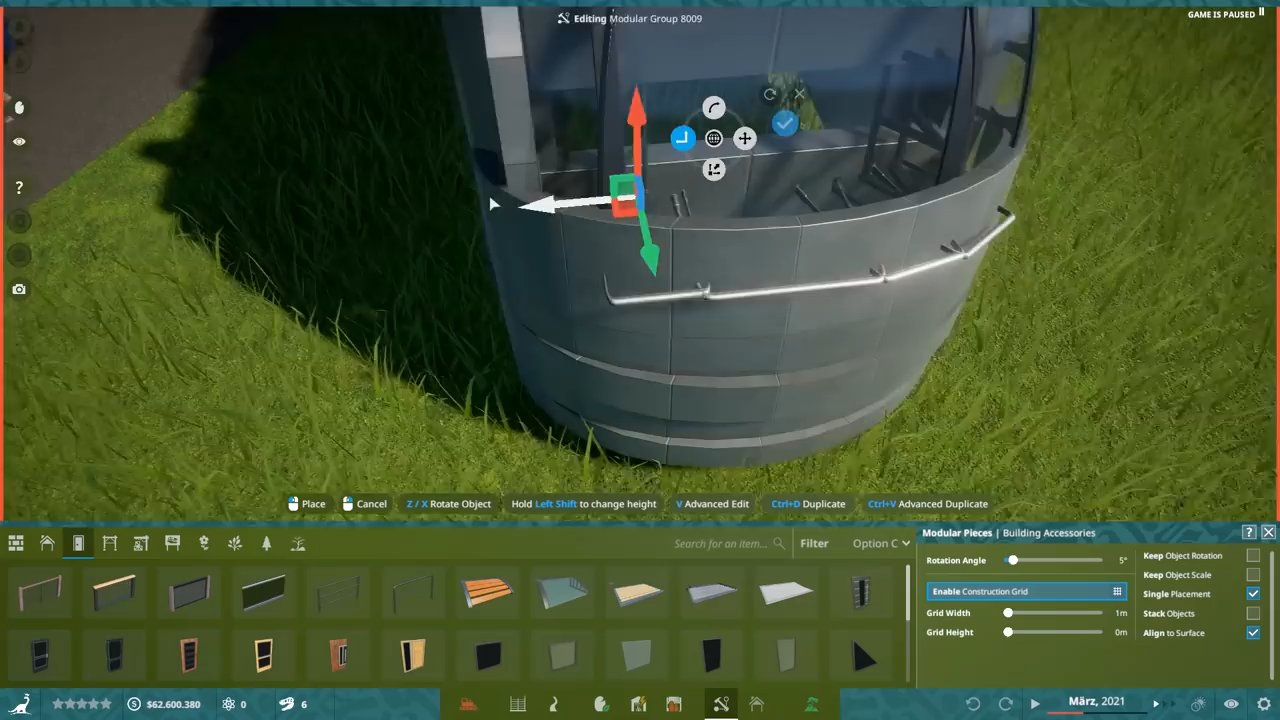 Editing Modular Group 8009
GAME IS PAUSED
?
Place
Cancel
Z / X Rotate Object
Hold Left Shift to change height
V Advanced Edit
Ctrl+D Duplicate
Ctrl+V Advanced Duplicate
Search for an item...
Filter
Option C
Modular Pieces | Building Accessories
?
Rotation Angle
5°
Enable Construction Grid
Grid Width
1m
Grid Height
0m
Keep Object Rotation
Keep Object Scale
Single Placement
Stack Objects
Align to Surface
$62.600.380
0
6
März, 2021